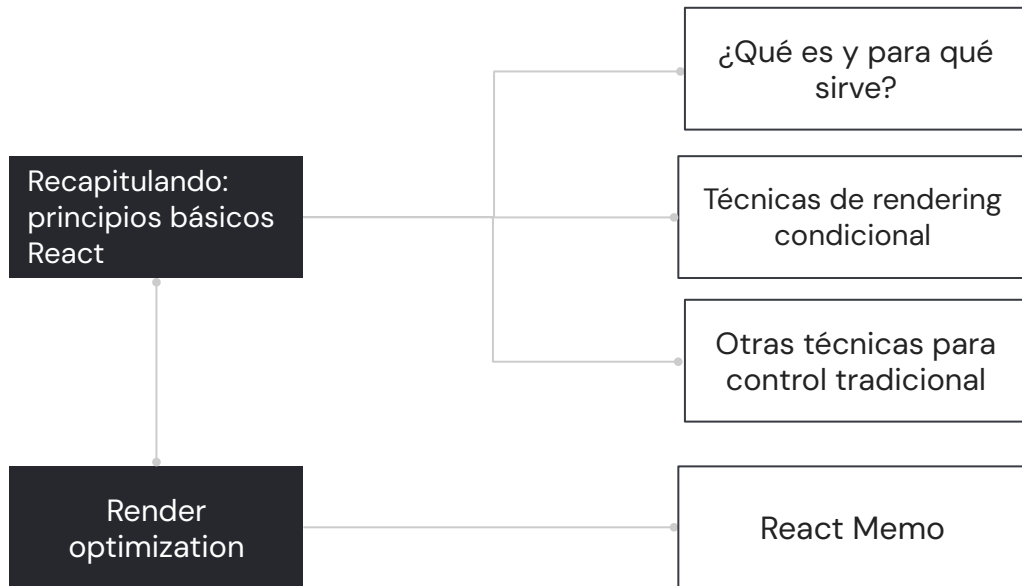 ¿Qué es y para qué
sirve?
Recapitulando:
principios básicos
React
Técnicas de rendering
condicional
Otras técnicas para
control tradicional
Render
optimization
React Memo